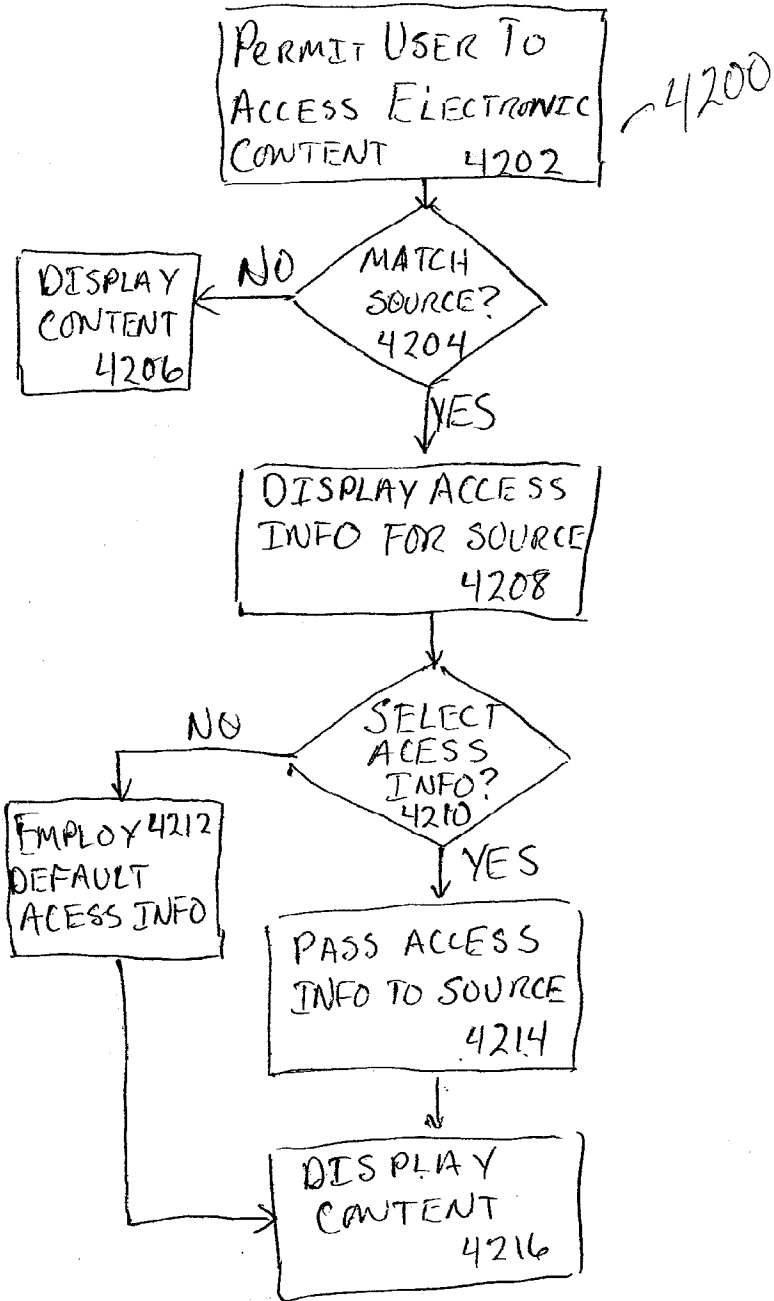 PERMIT USER TO
ACCESS ELECTRONIC
CONTENT 4202
4200
MATCH
SOURCE?
4204
NO
DISPLAY
CONTENT
4206
YES
DISPLAY ACCESS
INFO FOR SOURCE
4208
SELECT
ACESS
INFO?
4210
NO
EMPLOY 4212
DEFAULT
ACESS INFO
YES
PASS ACCESS
INFO TO SOURCE
4214
DISPLAY
CONTENT
4216